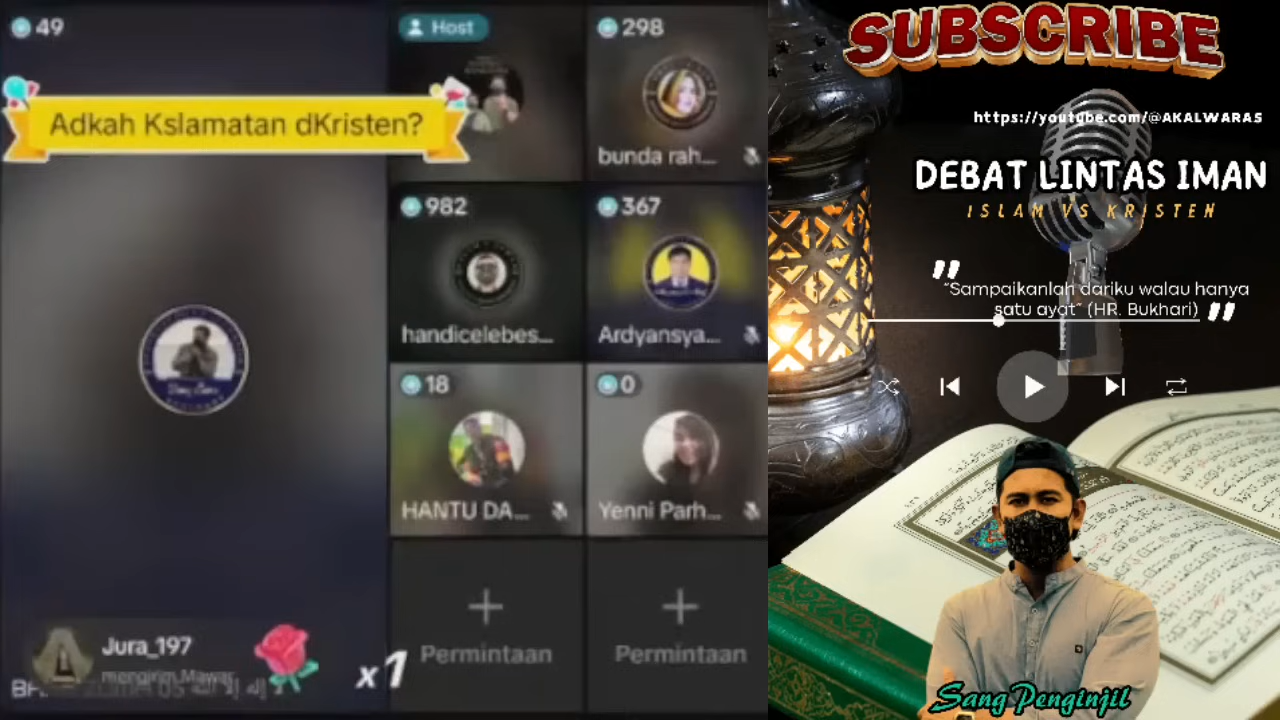 49
Adkah Kslamatan dKristen?
Host
298
bunda rah...
982
handicelebes...
367
Ardyansya...
18
HANTU DA...
0
Yenni Parh...
Permintaan
Permintaan
Jura_197
mengirim Mawar
x1
SUBSCRIBE
https://youtube.com/@AKALWARAS
DEBAT LINTAS IMAN
ISLAM VS KRISTEN
"Sampaikanlah dariku walau hanya
satu ayat" (HR. Bukhari)
Sang Penginjil